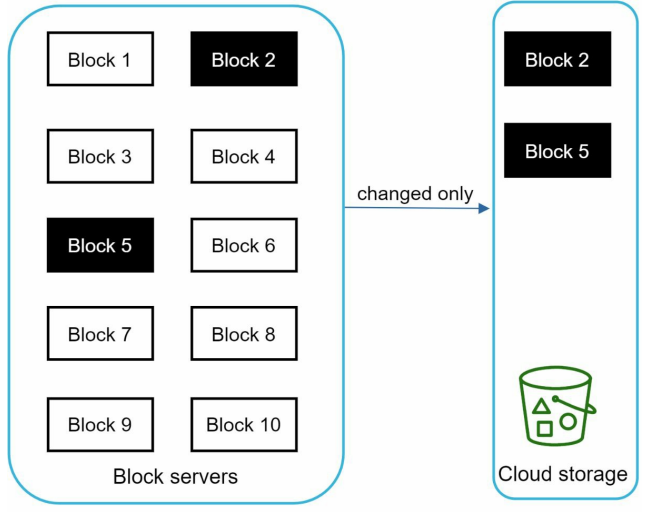 Block 1
Block 2
Block 3
Block 4
Block 5
Block 6
Block 7
Block 8
Block 9
Block 10
Block servers
changed only
Block 2
Block 5
Cloud storage